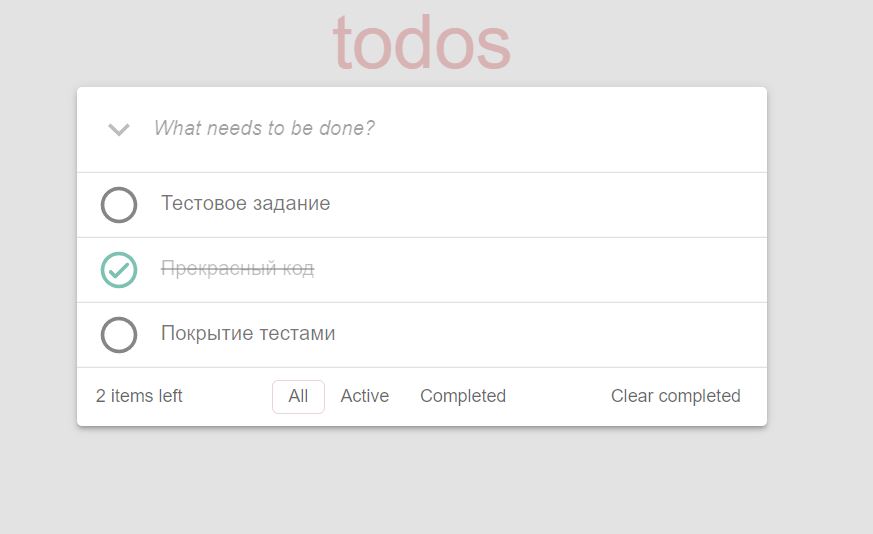 todos
What needs to be done?
Тестовое задание
Прекрасный код
Покрытие тестами
2 items left All Active Completed Clear completed